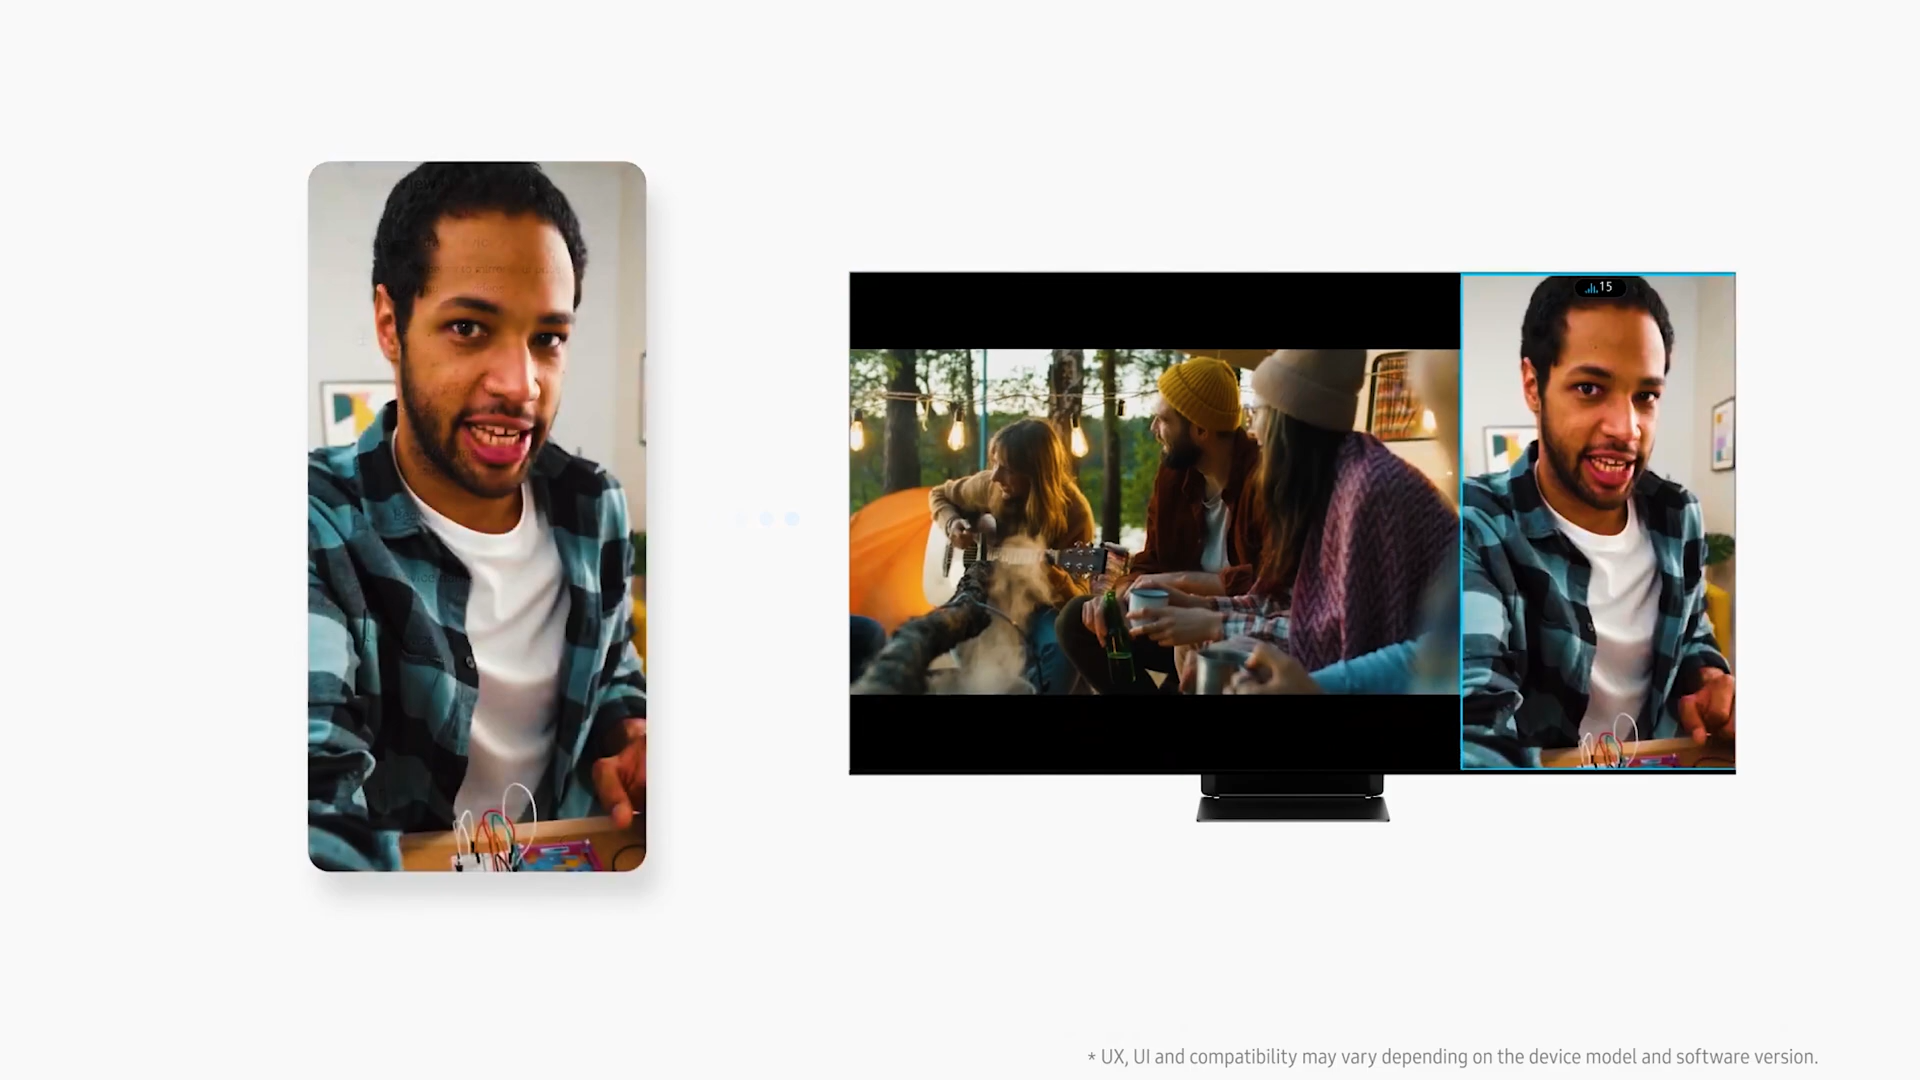 15
* UX, UI and compatibility may vary depending on the device model and software version.